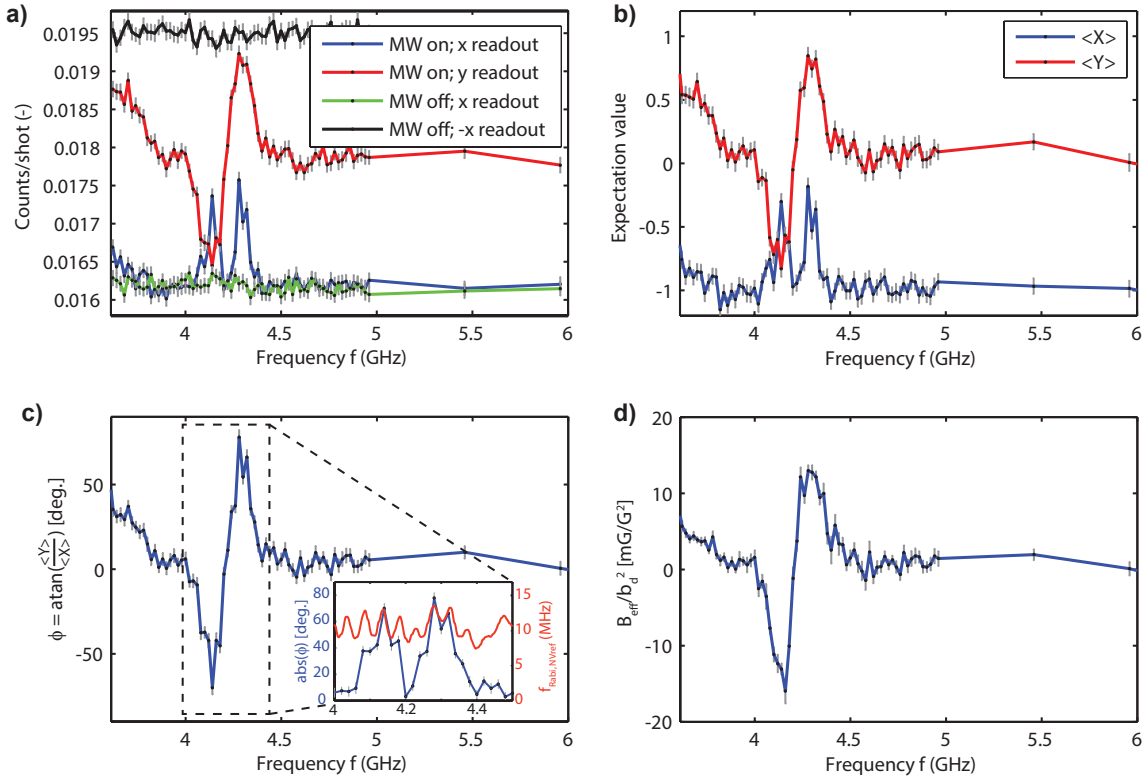 a)
0.0195
0.019
0.0185
0.018
0.0175
0.017
0.0165
0.016
Counts/shot (-)
MW on; x readout
MW on; y readout
MW off; x readout
MW off; -x readout
4
4.5
5
5.5
6
Frequency f (GHz)
b)
1
0.5
0
-0.5
-1
Expectation value
<X>
<Y>
4
4.5
5
5.5
6
Frequency f (GHz)
c)
50
0
-50
ϕ = atan(<Y>/<X>) [deg.]
80
60
40
20
0
abs(ϕ) [deg.]
15
10
5
0
f_Rabi,NVref (MHz)
4
4.2
4.4
4
4.5
5
5.5
6
Frequency f (GHz)
d)
20
10
0
-10
-20
B_eff/b_d² [mG/G²]
4
4.5
5
5.5
6
Frequency f (GHz)